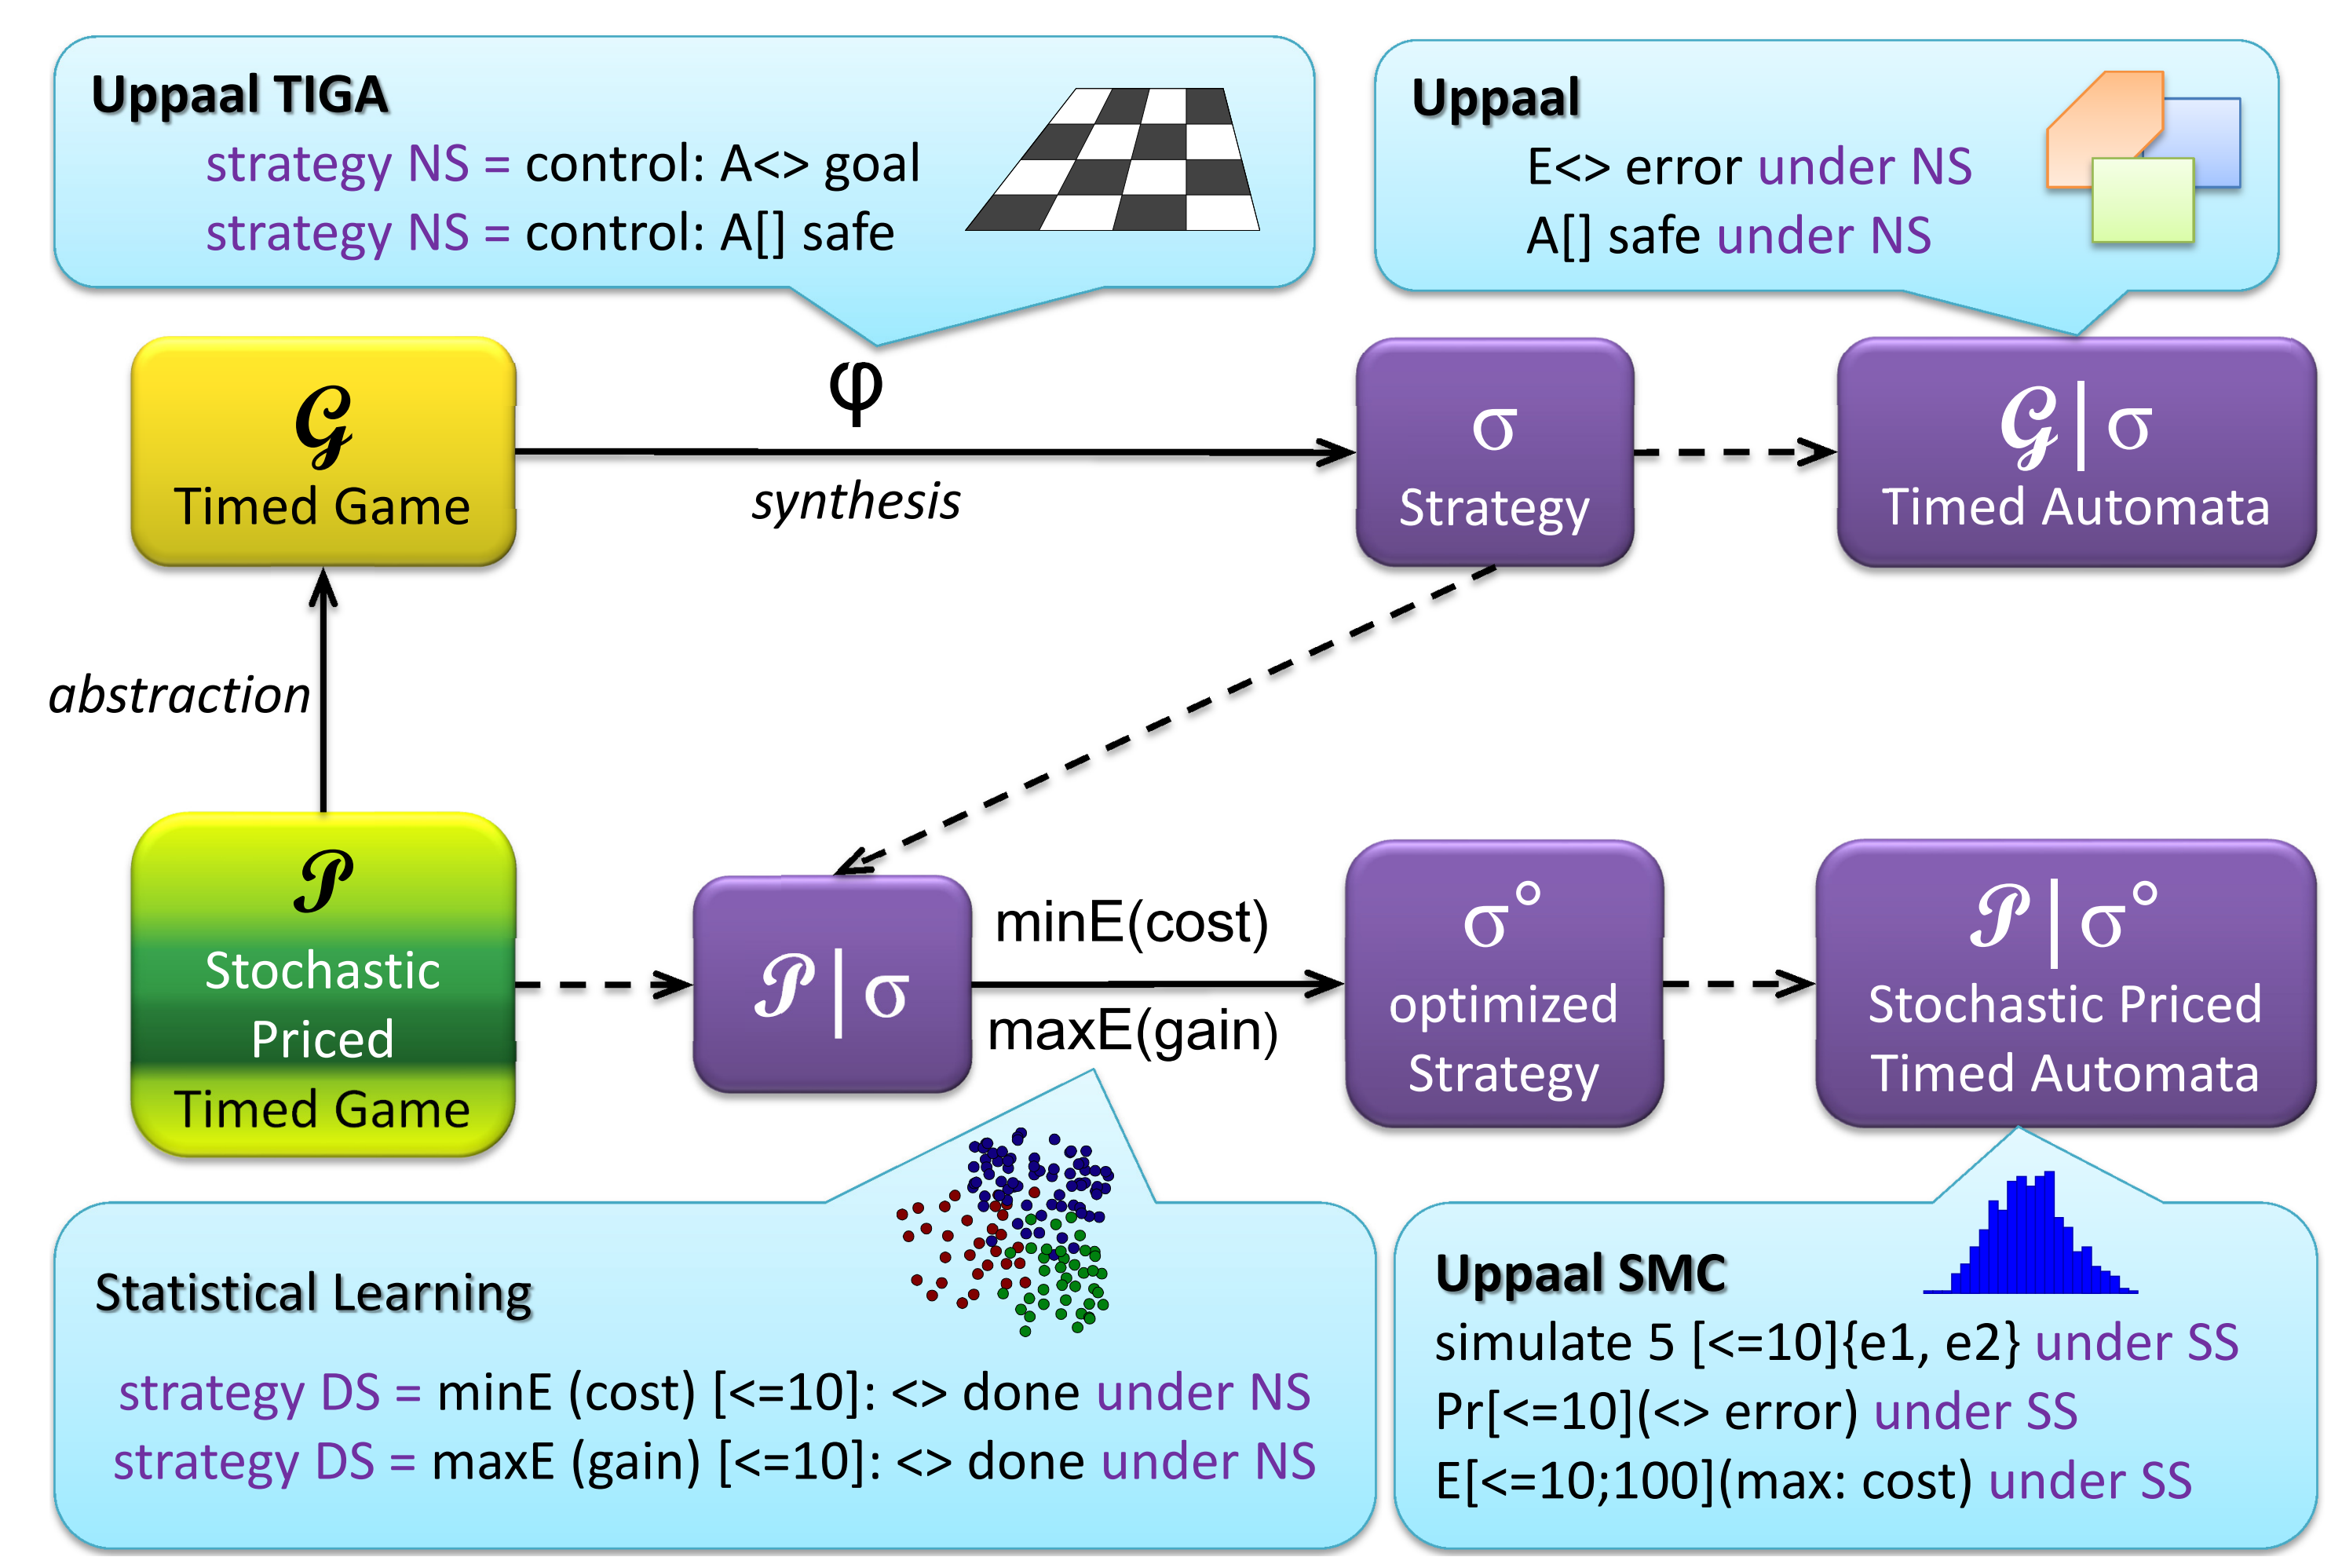 Uppaal TIGA
strategy NS = control: A<> goal
strategy NS = control: A[] safe
Uppaal
E<> error under NS
A[] safe under NS
𝒢
Timed Game
φ
synthesis
σ
Strategy
𝒢|σ
Timed Automata
abstraction
𝒫
Stochastic
Priced
Timed Game
𝒫|σ
minE(cost)
maxE(gain)
σ°
optimized
Strategy
𝒫|σ°
Stochastic Priced
Timed Automata
Statistical Learning
strategy DS = minE (cost) [<=10]: <> done under NS
strategy DS = maxE (gain) [<=10]: <> done under NS
Uppaal SMC
simulate 5 [<=10]{e1, e2} under SS
Pr[<=10](<> error) under SS
E[<=10;100](max: cost) under SS